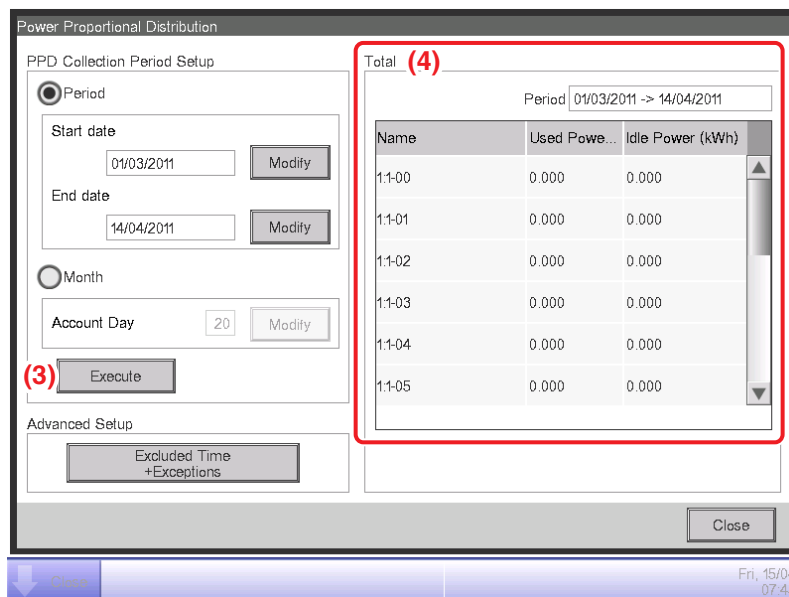 Power Proportional Distribution
PPD Collection Period Setup
Period
Start date
01/03/2011 Modify
End date
14/04/2011 Modify
Month
Account Day 20 Modify
(3) Execute
Advanced Setup
Excluded Time
+Exceptions
Total (4)
Period 01/03/2011 -> 14/04/2011
Name Used Powe... Idle Power (kWh)
1:1-00 0.000 0.000
1:1-01 0.000 0.000
1:1-02 0.000 0.000
1:1-03 0.000 0.000
1:1-04 0.000 0.000
1:1-05 0.000 0.000
Close
Close
Fri, 15/0
07:4